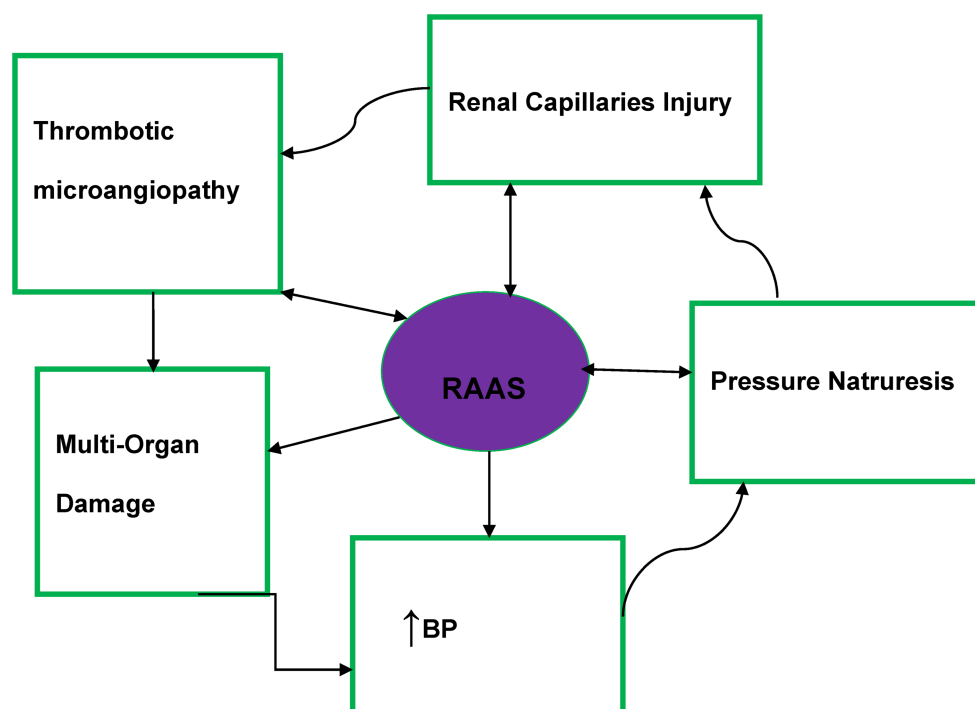 Renal Capillaries Injury
Thrombotic
microangiopathy
RAAS
Pressure Natruresis
Multi-Organ
Damage
↑BP